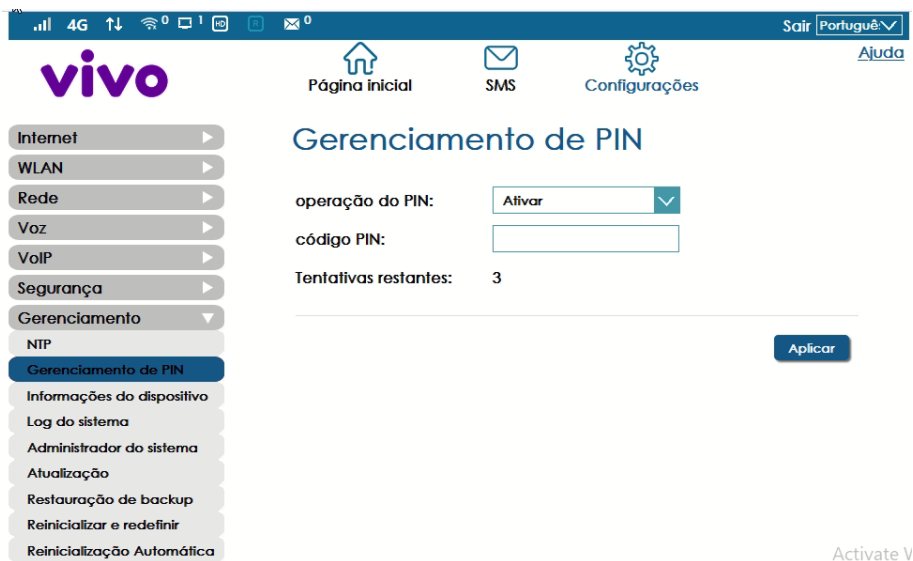 4G 0 1 HD R 0 Sair Portuguê
vivo
Página inicial SMS Configurações Ajuda
Internet
WLAN
Rede
Voz
VoIP
Segurança
Gerenciamento
NTP
Gerenciamento de PIN
Informações do dispositivo
Log do sistema
Administrador do sistema
Atualização
Restauração de backup
Reinicializar e redefinir
Reinicialização Automática
Gerenciamento de PIN
operação do PIN: Ativar
código PIN:
Tentativas restantes: 3
Aplicar
Activate